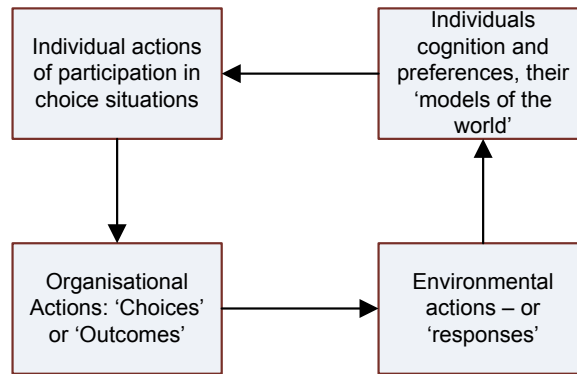 Individual actions
of participation in
choice situations
Individuals
cognition and
preferences, their
‘models of the
world’
Organisational
Actions: ‘Choices’
or ‘Outcomes’
Environmental
actions – or
‘responses’